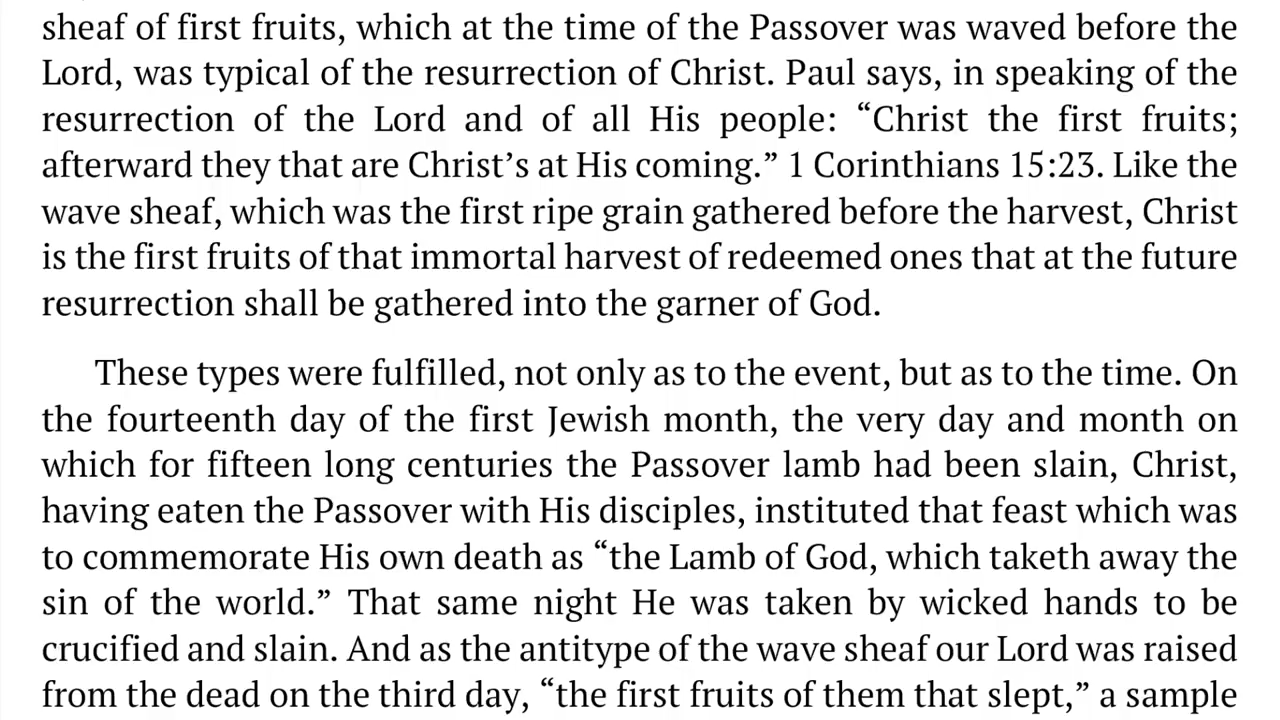 sheaf of first fruits, which at the time of the Passover was waved before the
Lord, was typical of the resurrection of Christ. Paul says, in speaking of the
resurrection of the Lord and of all His people: “Christ the first fruits;
afterward they that are Christ’s at His coming.” 1 Corinthians 15:23. Like the
wave sheaf, which was the first ripe grain gathered before the harvest, Christ
is the first fruits of that immortal harvest of redeemed ones that at the future
resurrection shall be gathered into the garner of God.
These types were fulfilled, not only as to the event, but as to the time. On
the fourteenth day of the first Jewish month, the very day and month on
which for fifteen long centuries the Passover lamb had been slain, Christ,
having eaten the Passover with His disciples, instituted that feast which was
to commemorate His own death as “the Lamb of God, which taketh away the
sin of the world.” That same night He was taken by wicked hands to be
crucified and slain. And as the antitype of the wave sheaf our Lord was raised
from the dead on the third day, “the first fruits of them that slept,” a sample